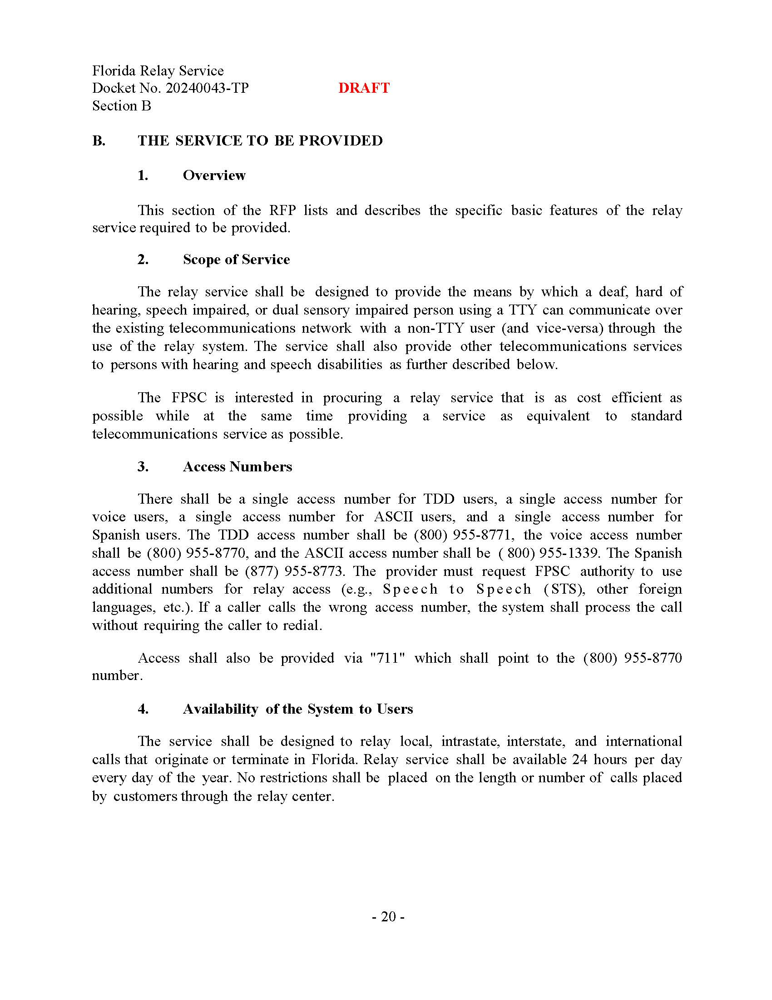 Florida Relay Service
Docket No. 20240043-TP DRAFT
Section B
B. THE SERVICE TO BE PROVIDED
1. Overview
This section of the RFP lists and describes the specific basic features of the relay
service required to be provided.
2. Scope of Service
The relay service shall be designed to provide the means by which a deaf, hard of
hearing, speech impaired, or dual sensory impaired person using a TTY can communicate over
the existing telecommunications network with a non-TTY user (and vice-versa) through the
use of the relay system. The service shall also provide other telecommunications services
to persons with hearing and speech disabilities as further described below.
The FPSC is interested in procuring a relay service that is as cost efficient as
possible while at the same time providing a service as equivalent to standard
telecommunications service as possible.
3. Access Numbers
There shall be a single access number for TDD users, a single access number for
voice users, a single access number for ASCII users, and a single access number for
Spanish users. The TDD access number shall be (800) 955-8771, the voice access number
shall be (800) 955-8770, and the ASCII access number shall be ( 800) 955-1339. The Spanish
access number shall be (877) 955-8773. The provider must request FPSC authority to use
additional numbers for relay access (e.g., Speech to Speech (STS), other foreign
languages, etc.). If a caller calls the wrong access number, the system shall process the call
without requiring the caller to redial.
Access shall also be provided via "711" which shall point to the (800) 955-8770
number.
4. Availability of the System to Users
The service shall be designed to relay local, intrastate, interstate, and international
calls that originate or terminate in Florida. Relay service shall be available 24 hours per day
every day of the year. No restrictions shall be placed on the length or number of calls placed
by customers through the relay center.
- 20 -